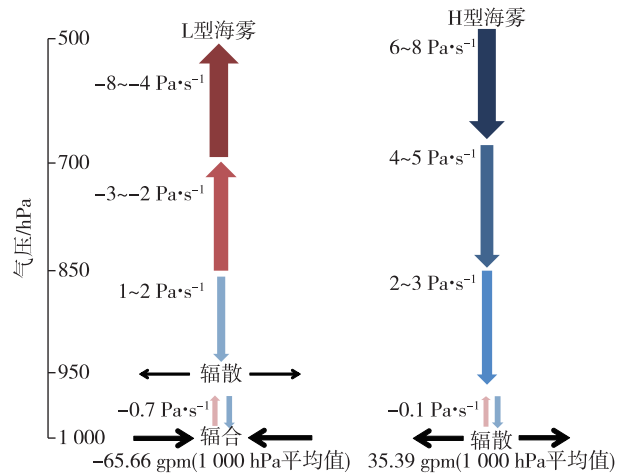 L型海雾
H型海雾
500
6~8 Pa•s⁻¹
-8~-4 Pa•s⁻¹
700
4~5 Pa•s⁻¹
-3~-2 Pa•s⁻¹
气压/hPa
850
1~2 Pa•s⁻¹
2~3 Pa•s⁻¹
950
辐散
-0.7 Pa•s⁻¹
-0.1 Pa•s⁻¹
1 000
辐合
辐散
-65.66 gpm(1 000 hPa平均值)
35.39 gpm(1 000 hPa平均值)